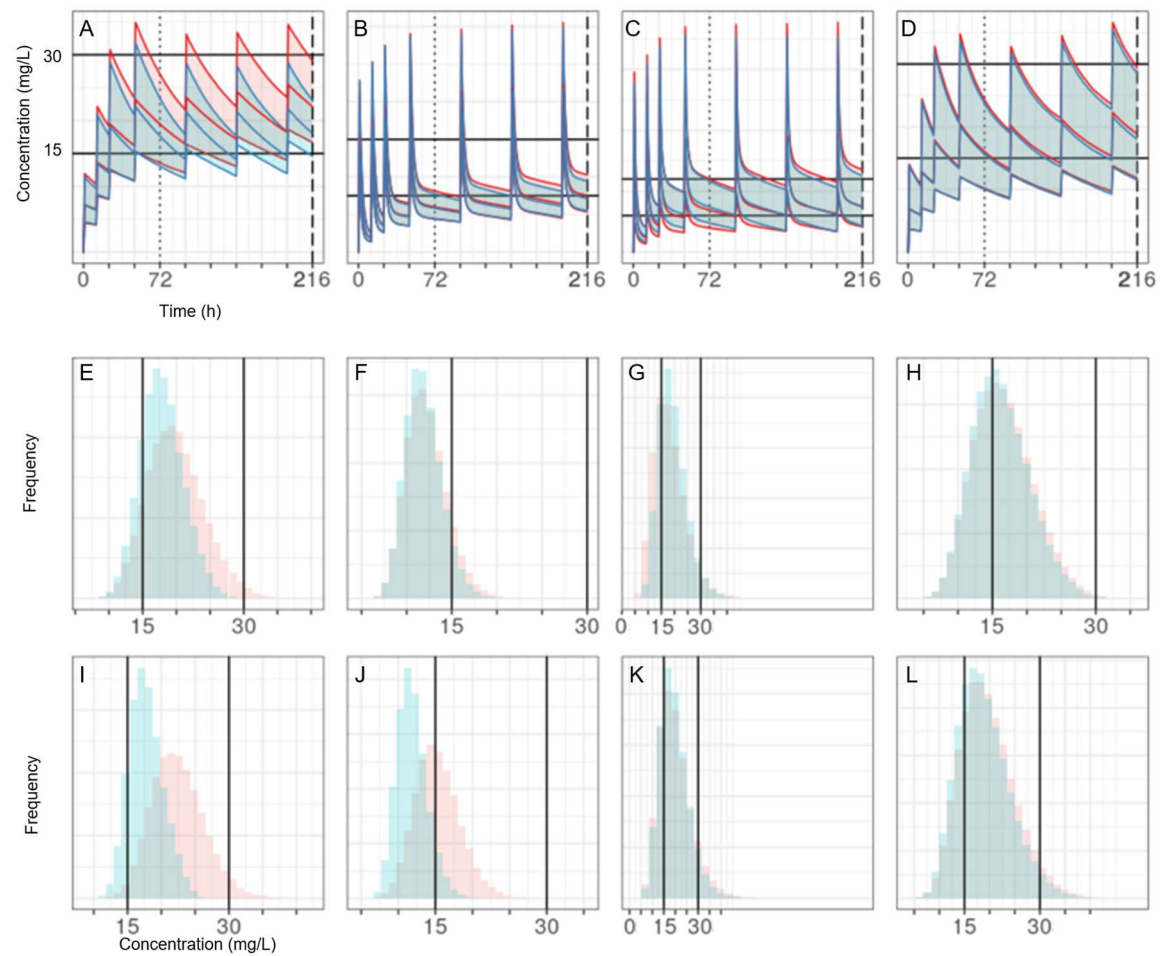 A B C D
Concentration (mg/L)
30
15
0 72 216 0 72 216 0 72 216 0 72 216
Time (h)
E F G H
Frequency
15 30 15 30 0 15 30 15 30
I J K L
Frequency
15 30 15 30 0 15 30 15 30
Concentration (mg/L)